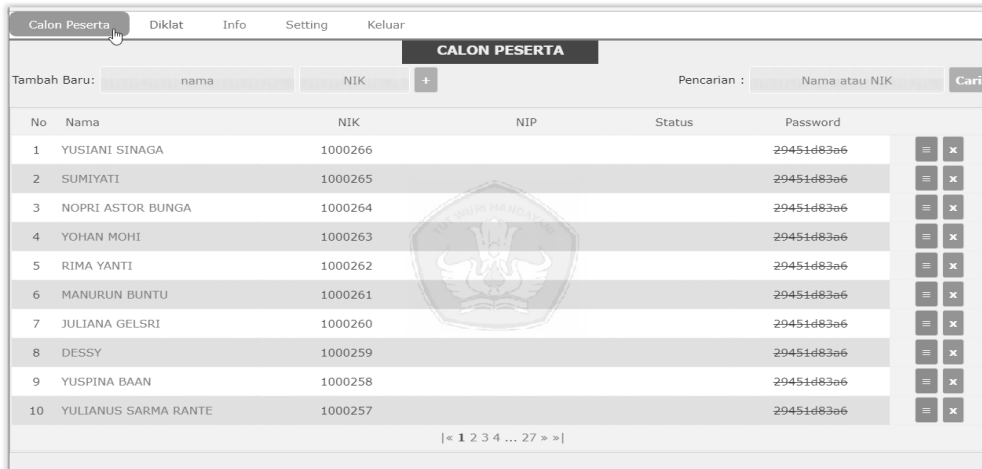 Calon Peserta Diklat Info Setting Keluar
CALON PESERTA
Tambah Baru: nama NIK + Pencarian : Nama atau NIK Cari
No Nama NIK NIP Status Password
1 YUSIANI SINAGA 1000266 29451d83a6 ≡ x
2 SUMIYATI 1000265 29451d83a6 ≡ x
3 NOPRI ASTOR BUNGA 1000264 29451d83a6 ≡ x
4 YOHAN MOHI 1000263 29451d83a6 ≡ x
5 RIMA YANTI 1000262 29451d83a6 ≡ x
6 MANURUN BUNTU 1000261 29451d83a6 ≡ x
7 JULIANA GELSRI 1000260 29451d83a6 ≡ x
8 DESSY 1000259 29451d83a6 ≡ x
9 YUSPINA BAAN 1000258 29451d83a6 ≡ x
10 YULIANUS SARMA RANTE 1000257 29451d83a6 ≡ x
|« 1 2 3 4 ... 27 » »|
TUT WURI HANDAYANI